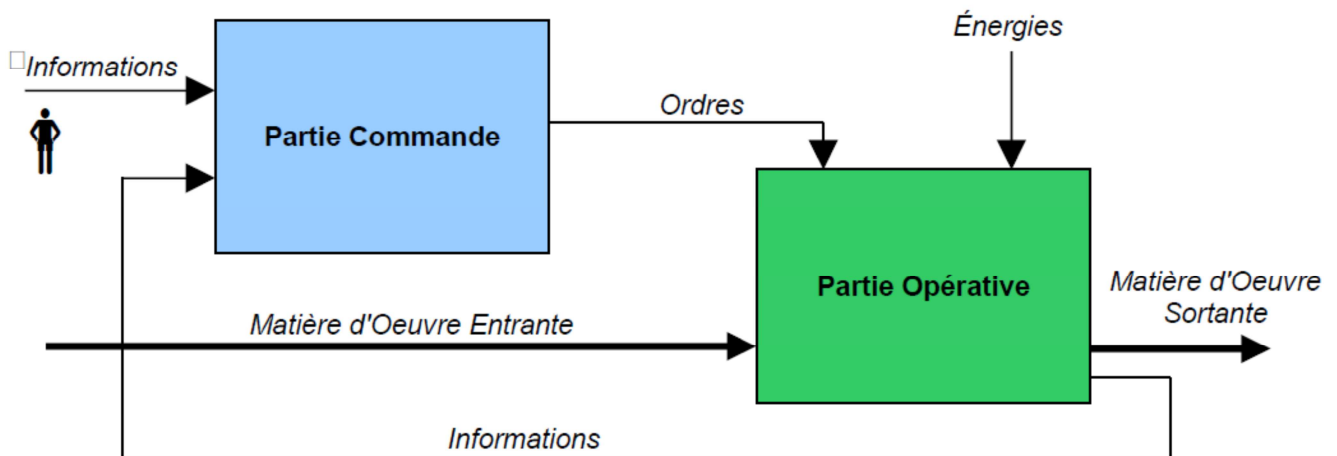 Énergies
Informations
Ordres
Partie Commande
Matière d'Oeuvre
Sortante
Partie Opérative
Matière d'Oeuvre Entrante
Informations